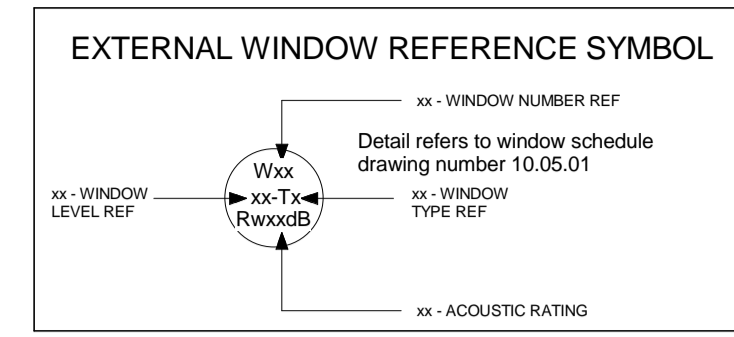 EXTERNAL WINDOW REFERENCE SYMBOL
xx - WINDOW NUMBER REF
Detail refers to window schedule
drawing number 10.05.01
Wxx
xx-Tx
RwxxdB
xx - WINDOW
LEVEL REF
xx - WINDOW
TYPE REF
xx - ACOUSTIC RATING